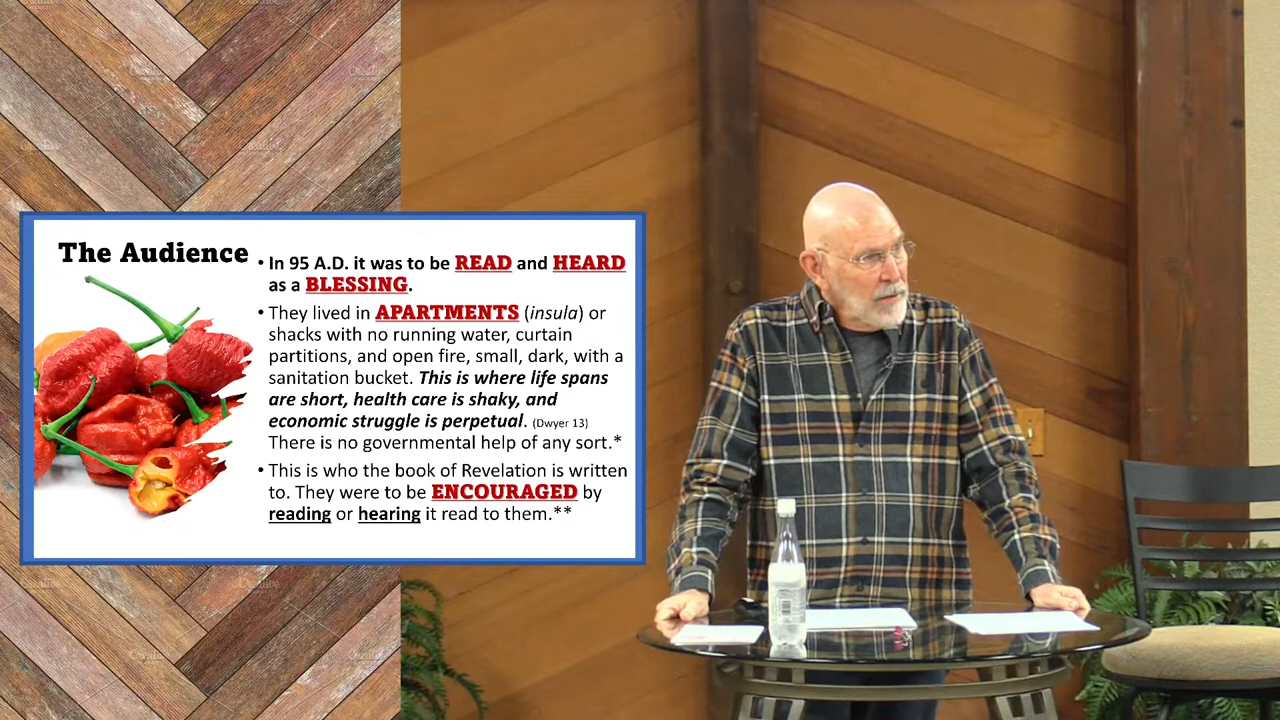 The Audience
• In 95 A.D. it was to be READ and HEARD
as a BLESSING.
• They lived in APARTMENTS (insula) or
shacks with no running water, curtain
partitions, and open fire, small, dark, with a
sanitation bucket. This is where life spans
are short, health care is shaky, and
economic struggle is perpetual. (Dwyer 13)
There is no governmental help of any sort.*
• This is who the book of Revelation is written
to. They were to be ENCOURAGED by
reading or hearing it read to them.**